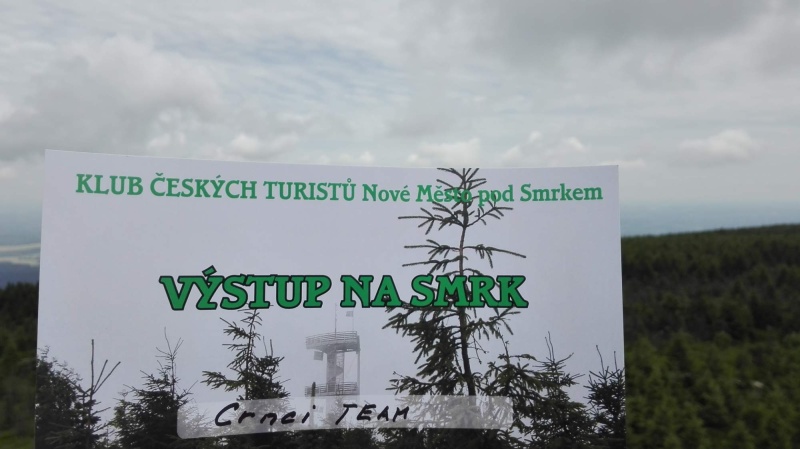 KLUB ČESKÝCH TURISTŮ Nové Město pod Smrkem
VÝSTUP NA SMRK
Crnci TEAM